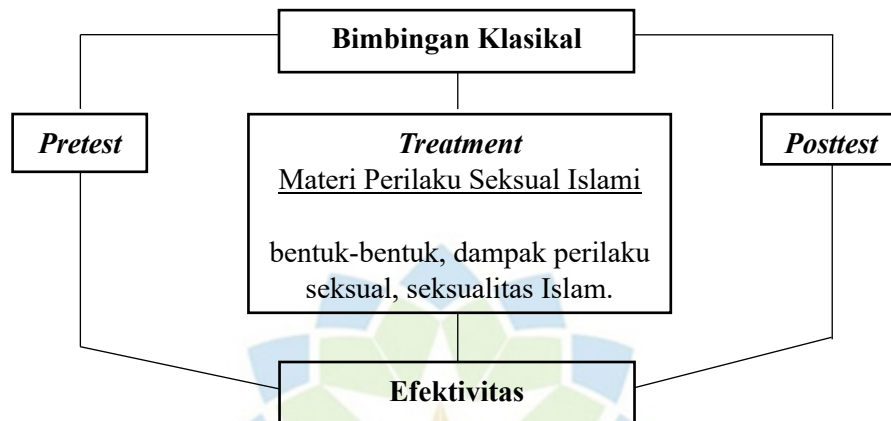 Bimbingan Klasikal
Pretest
Treatment
Materi Perilaku Seksual Islami
bentuk-bentuk, dampak perilaku
seksual, seksualitas Islam.
Posttest
Efektivitas